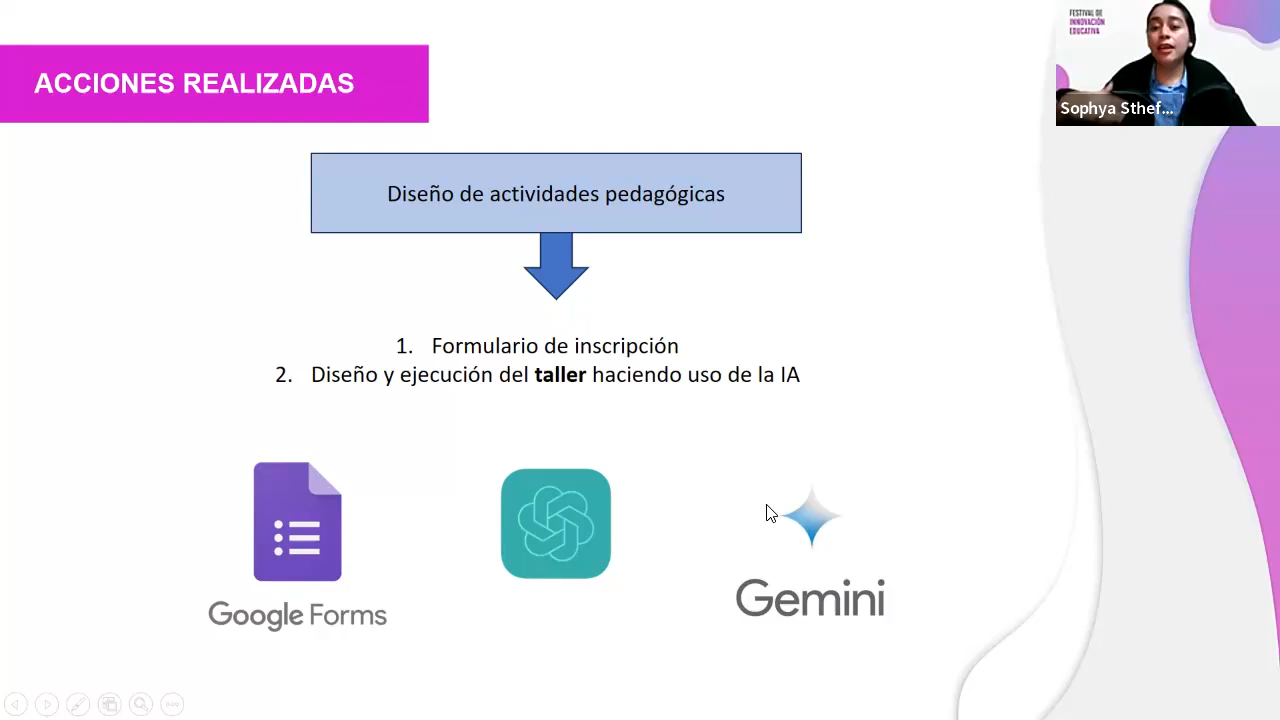 FESTIVAL DE
INNOVACIÓN
EDUCATIVA
ACCIONES REALIZADAS
Sophya Sthef...
Diseño de actividades pedagógicas
1. Formulario de inscripción
2. Diseño y ejecución del taller haciendo uso de la IA
Google Forms
Gemini